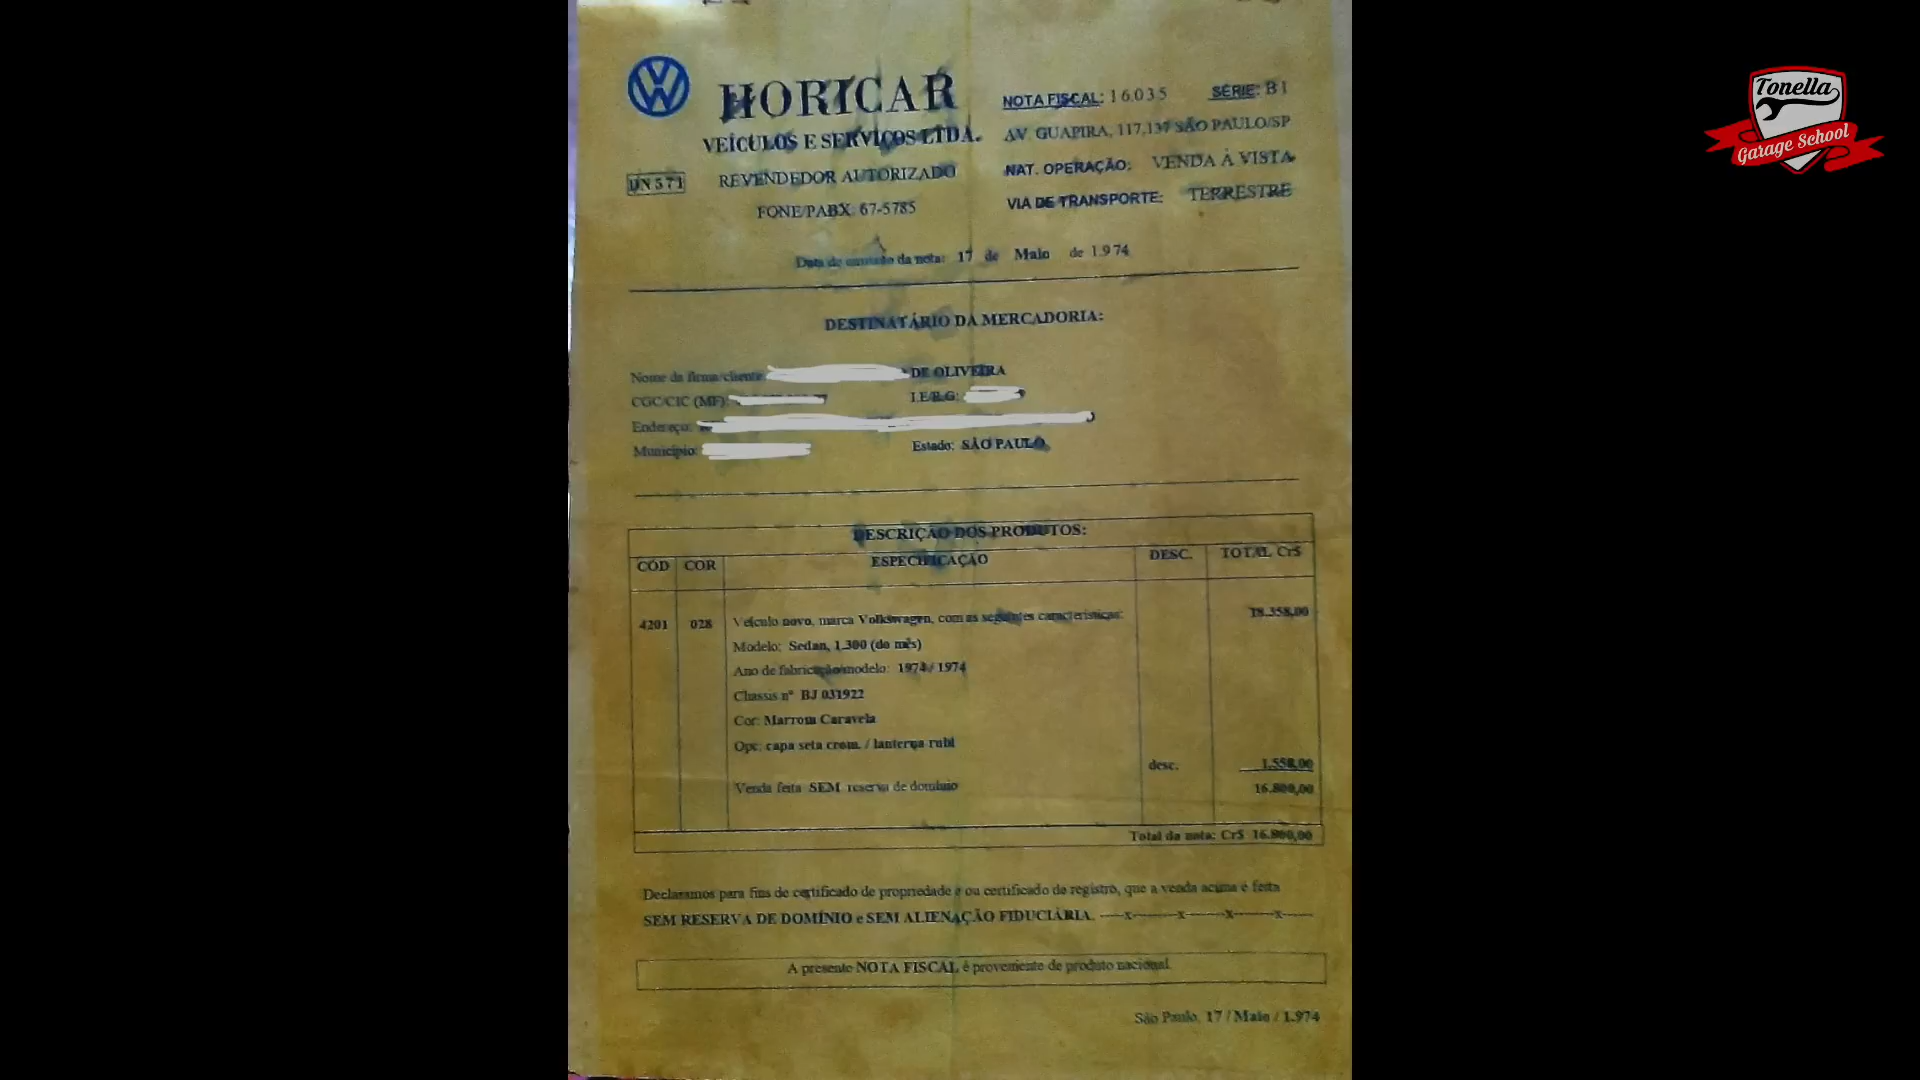 HORICAR
VEÍCULOS E SERVIÇOS LTDA.
DN 571
REVENDEDOR AUTORIZADO
FONE/PABX: 67-5785
NOTA FISCAL: 16.035 SÉRIE: B1
AV. GUAPIRA, 117,137 SÃO PAULO/SP
NAT. OPERAÇÃO: VENDA À VISTA
VIA DE TRANSPORTE: TERRESTRE
Data de emissão da nota: 17 de Maio de 1.974
DESTINATÁRIO DA MERCADORIA:
Nome da firma/cliente DE OLIVEIRA
CGC/CIC (MF): I.E/R.G:
Endereço:
Município: Estado: SÃO PAULO
DESCRIÇÃO DOS PRODUTOS:
CÓD COR ESPECIFICAÇÃO DESC. TOTAL Cr$
4201 028 Veículo novo, marca Volkswagen, com as seguintes características: 18.358,00
Modelo: Sedan, 1.300 (do mês)
Ano de fabricação/modelo: 1974 / 1974
Chassis nº BJ 031922
Cor: Marrom Caravela
Opc: capa seta crom. / lanterna rubi
desc. 1.558,00
Venda feita SEM reserva de domínio 16.800,00
Total da nota: Cr$ 16.800,00
Declaramos para fins de certificado de propriedade e ou certificado de registro, que a venda acima é feita
SEM RESERVA DE DOMÍNIO e SEM ALIENAÇÃO FIDUCIÁRIA. -----x---------x---------x---------x------
A presente NOTA FISCAL é proveniente de produto nacional.
São Paulo, 17 / Maio / 1.974
Tonella
Garage School